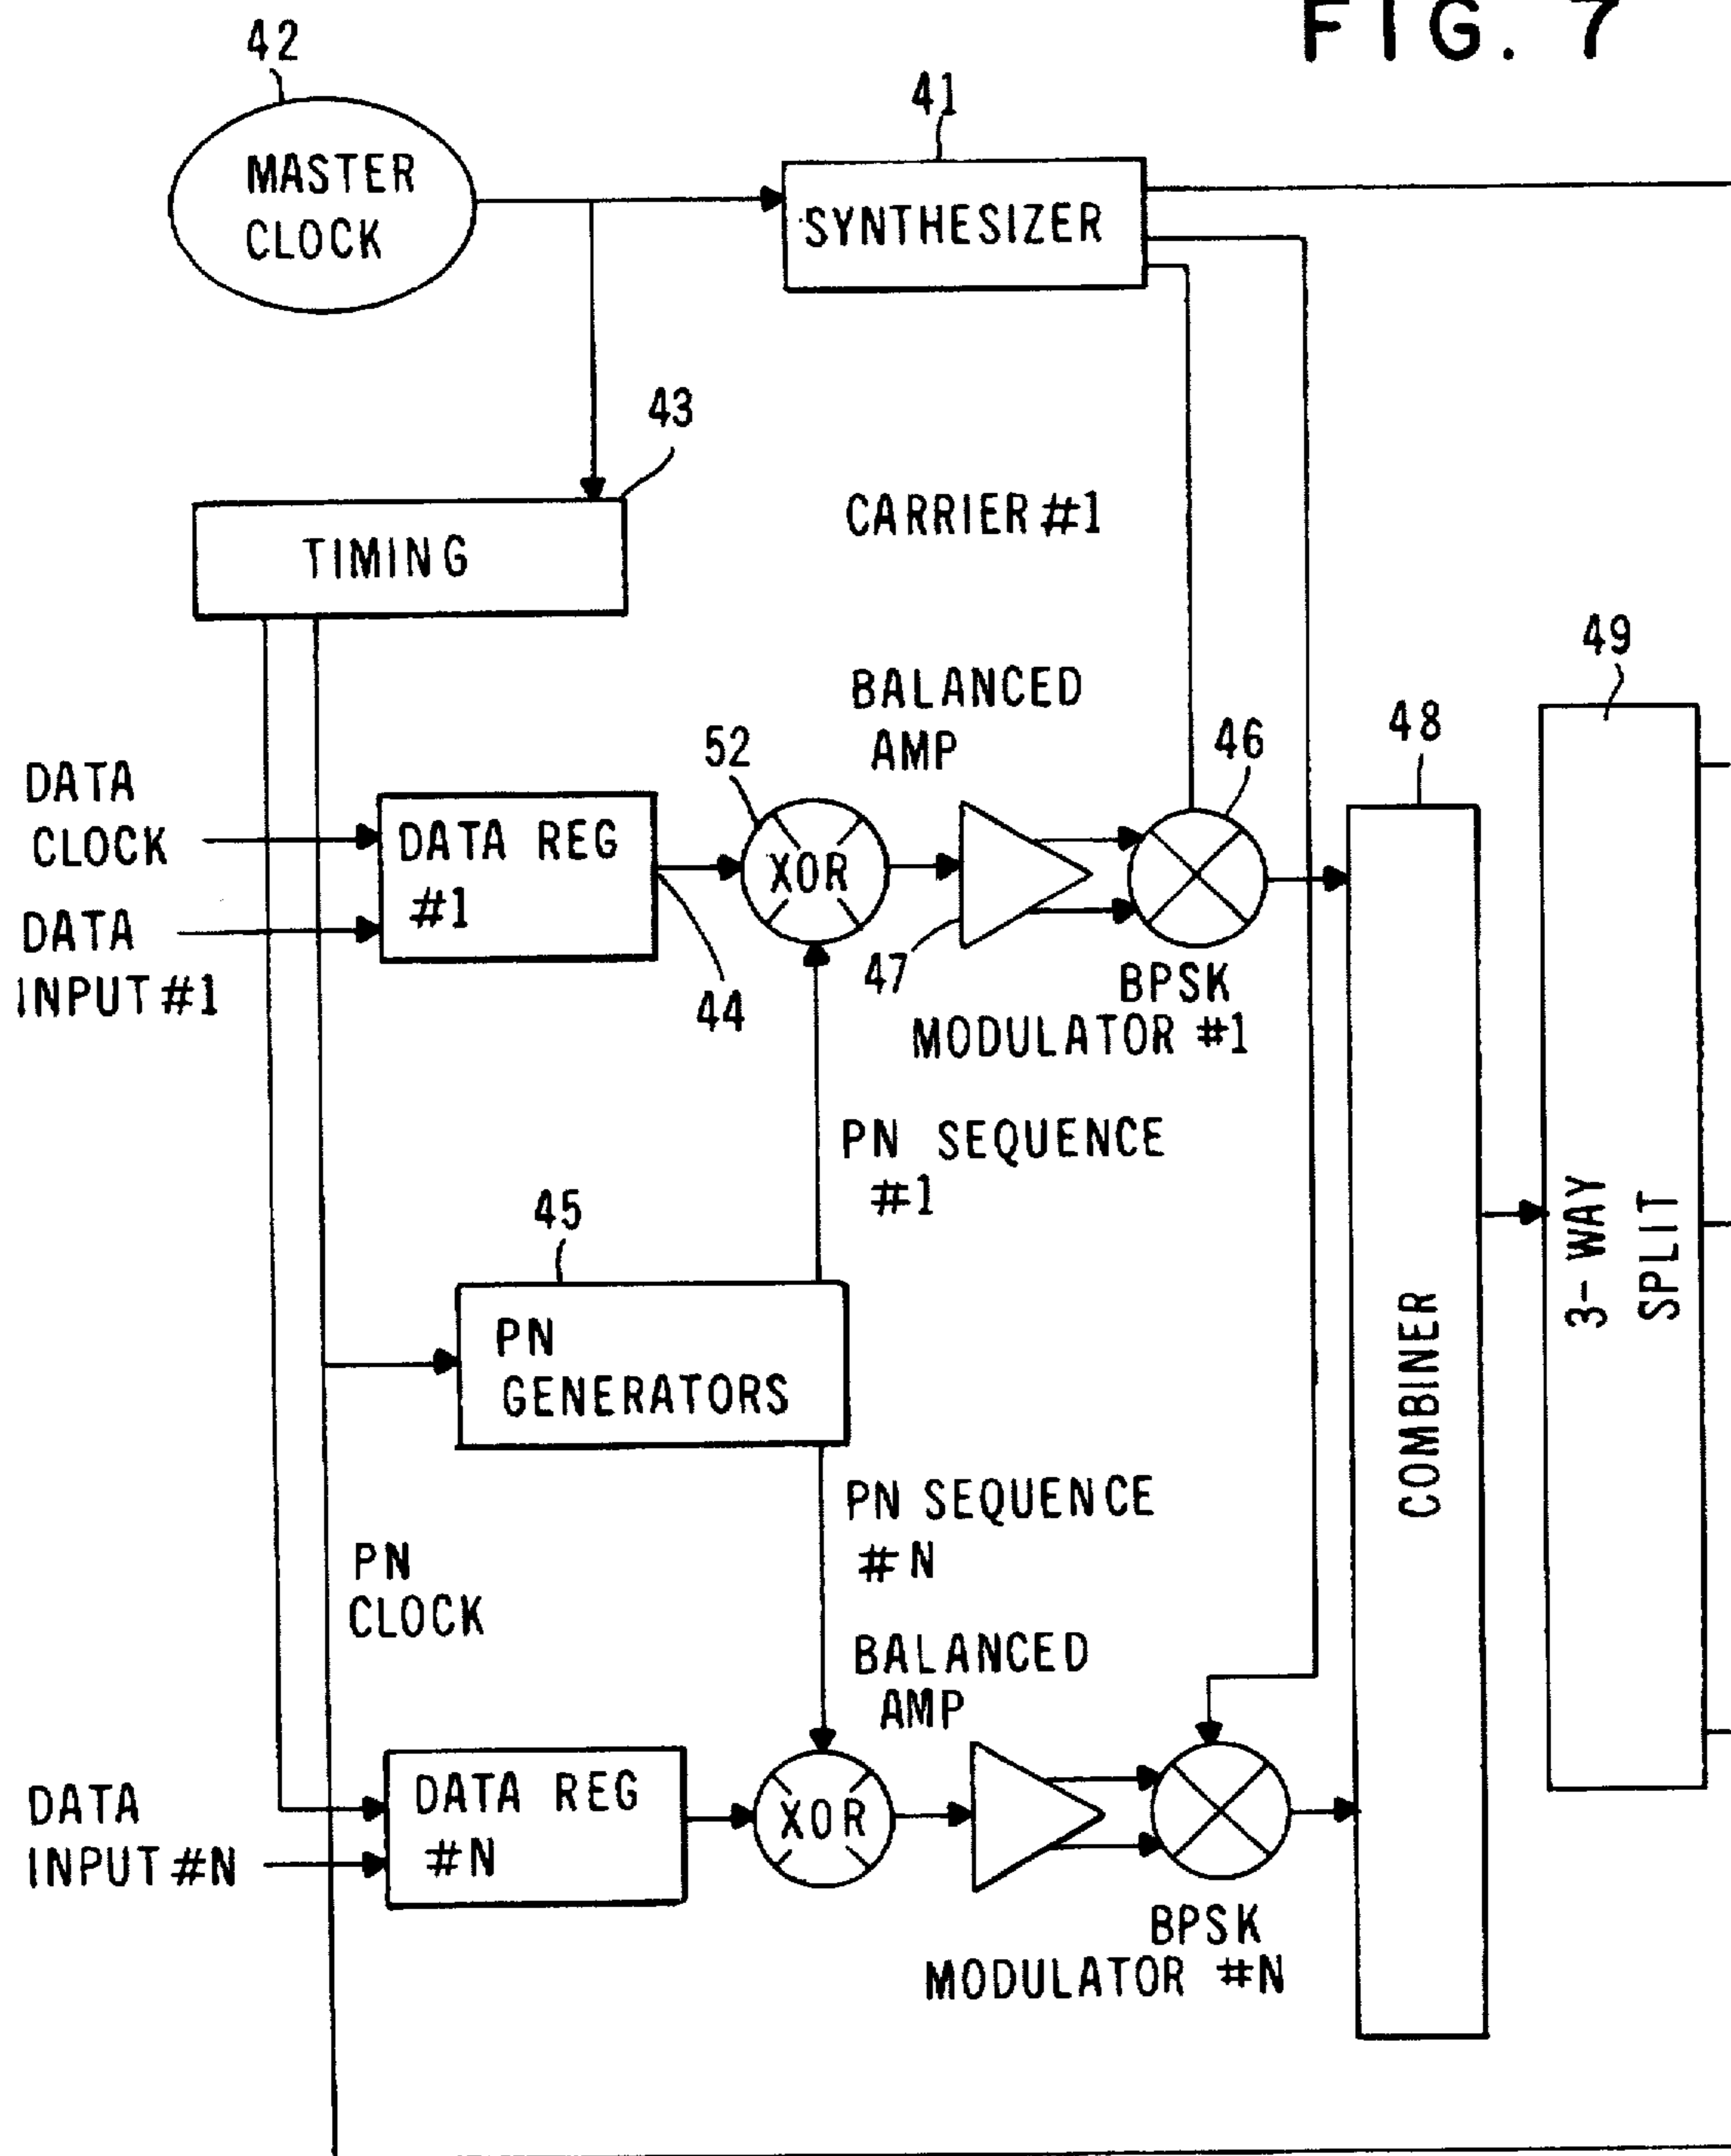 FIG. 7
42
MASTER
CLOCK
41
SYNTHESIZER
43
TIMING
CARRIER #1
BALANCED
AMP
52
46
48
49
DATA
CLOCK
DATA
INPUT #1
DATA REG
#1
44
XOR
47
BPSK
MODULATOR #1
PN SEQUENCE
#1
45
PN
GENERATORS
PN SEQUENCE
#N
PN
CLOCK
BALANCED
AMP
COMBINER
3-WAY
SPLIT
DATA
INPUT #N
DATA REG
#N
XOR
BPSK
MODULATOR #N